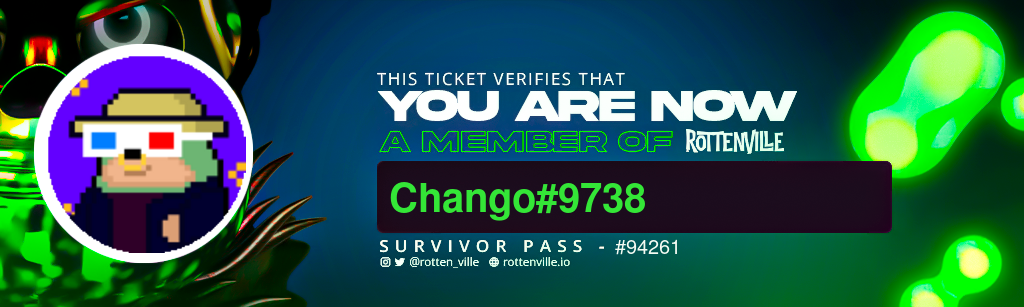 THIS TICKET VERIFIES THAT
YOU ARE NOW
A MEMBER OF ROTTENVILLE
Chango#9738
SURVIVOR PASS - #94261
@rotten_ville rottenville.io